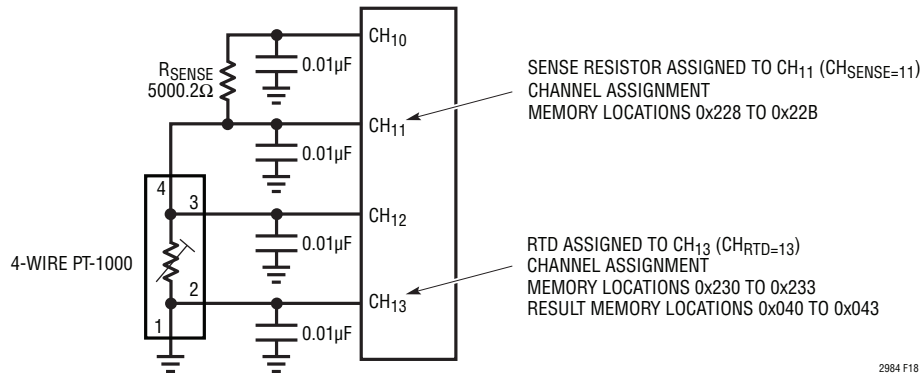 CH10
0.01µF
RSENSE
5000.2Ω
CH11
0.01µF
SENSE RESISTOR ASSIGNED TO CH11 (CHSENSE=11)
CHANNEL ASSIGNMENT
MEMORY LOCATIONS 0x228 TO 0x22B
4
3
CH12
0.01µF
4-WIRE PT-1000
2
CH13
1
0.01µF
RTD ASSIGNED TO CH13 (CHRTD=13)
CHANNEL ASSIGNMENT
MEMORY LOCATIONS 0x230 TO 0x233
RESULT MEMORY LOCATIONS 0x040 TO 0x043
2984 F18